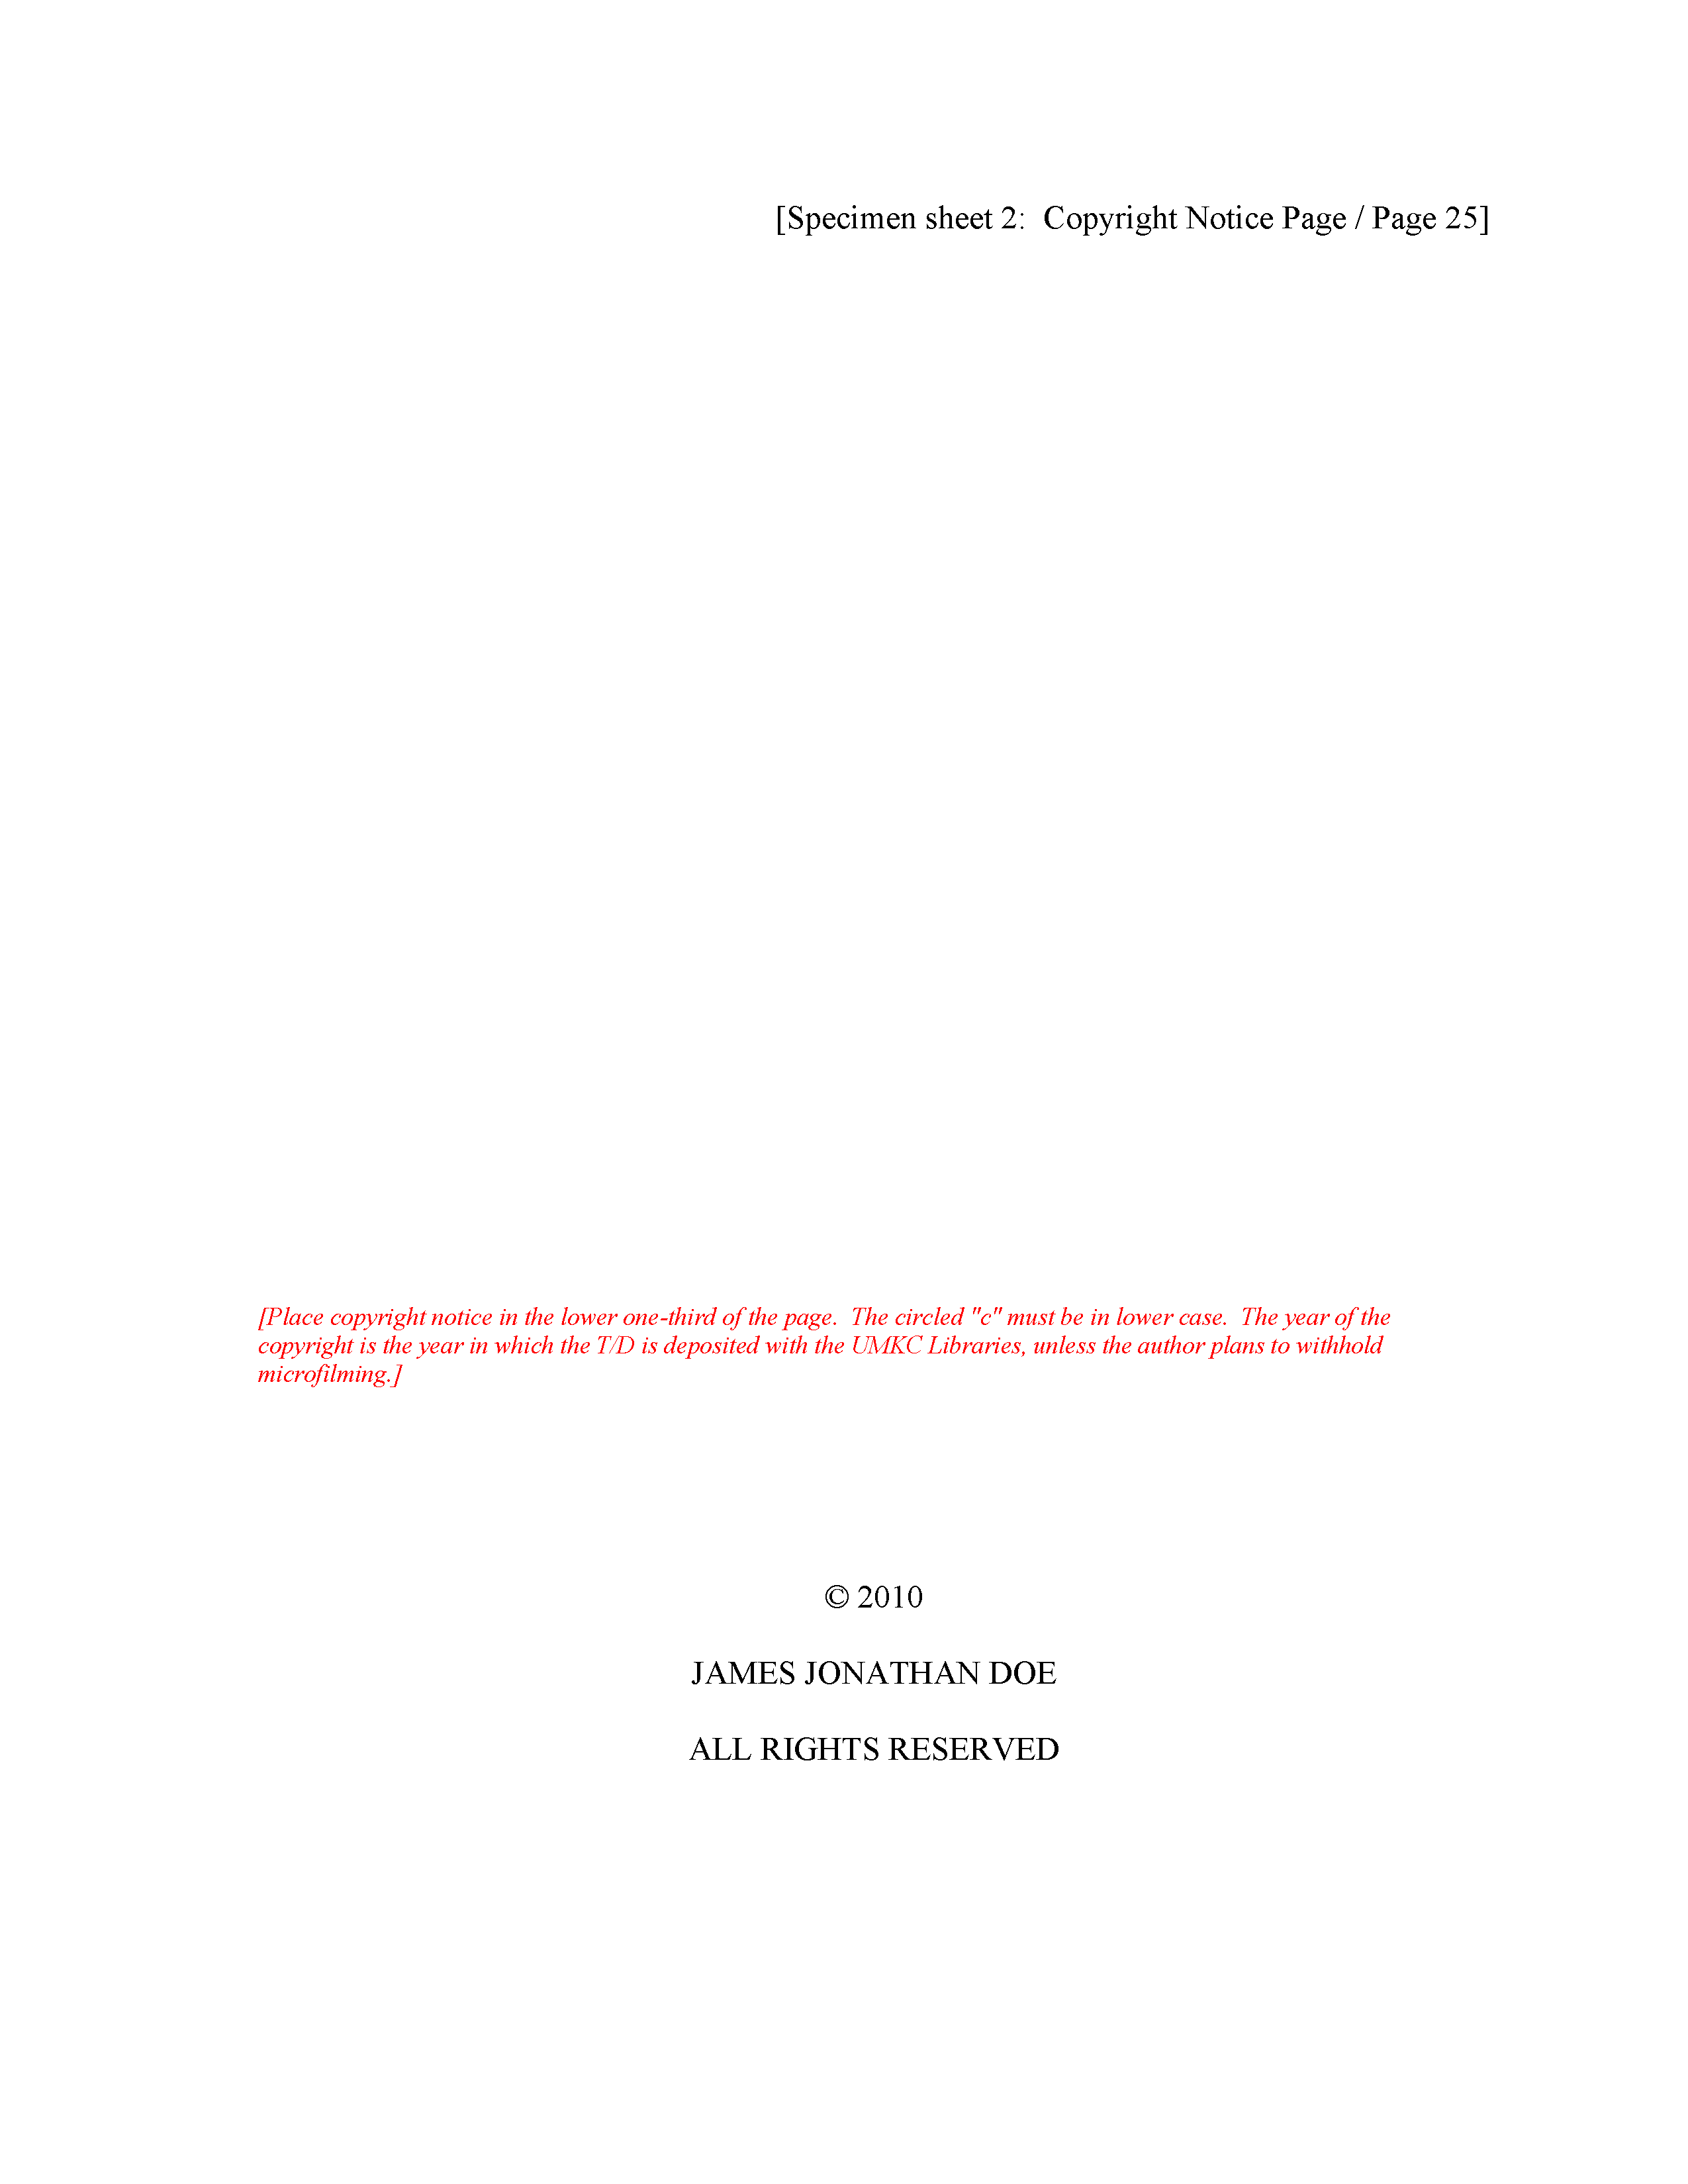 [Specimen sheet 2:  Copyright Notice Page / Page 25]
[Place copyright notice in the lower one-third of the page.  The circled "c" must be in lower case.  The year of the
copyright is the year in which the T/D is deposited with the UMKC Libraries, unless the author plans to withhold
microfilming.]
© 2010
JAMES JONATHAN DOE
ALL RIGHTS RESERVED